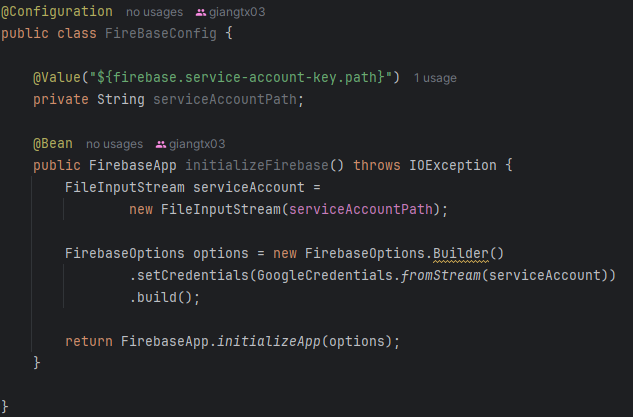 @Configuration no usages giangtx03
public class FireBaseConfig {
@Value("${firebase.service-account-key.path}") 1 usage
private String serviceAccountPath;
@Bean no usages giangtx03
public FirebaseApp initializeFirebase() throws IOException {
FileInputStream serviceAccount =
new FileInputStream(serviceAccountPath);
FirebaseOptions options = new FirebaseOptions.Builder()
.setCredentials(GoogleCredentials.fromStream(serviceAccount))
.build();
return FirebaseApp.initializeApp(options);
}
}